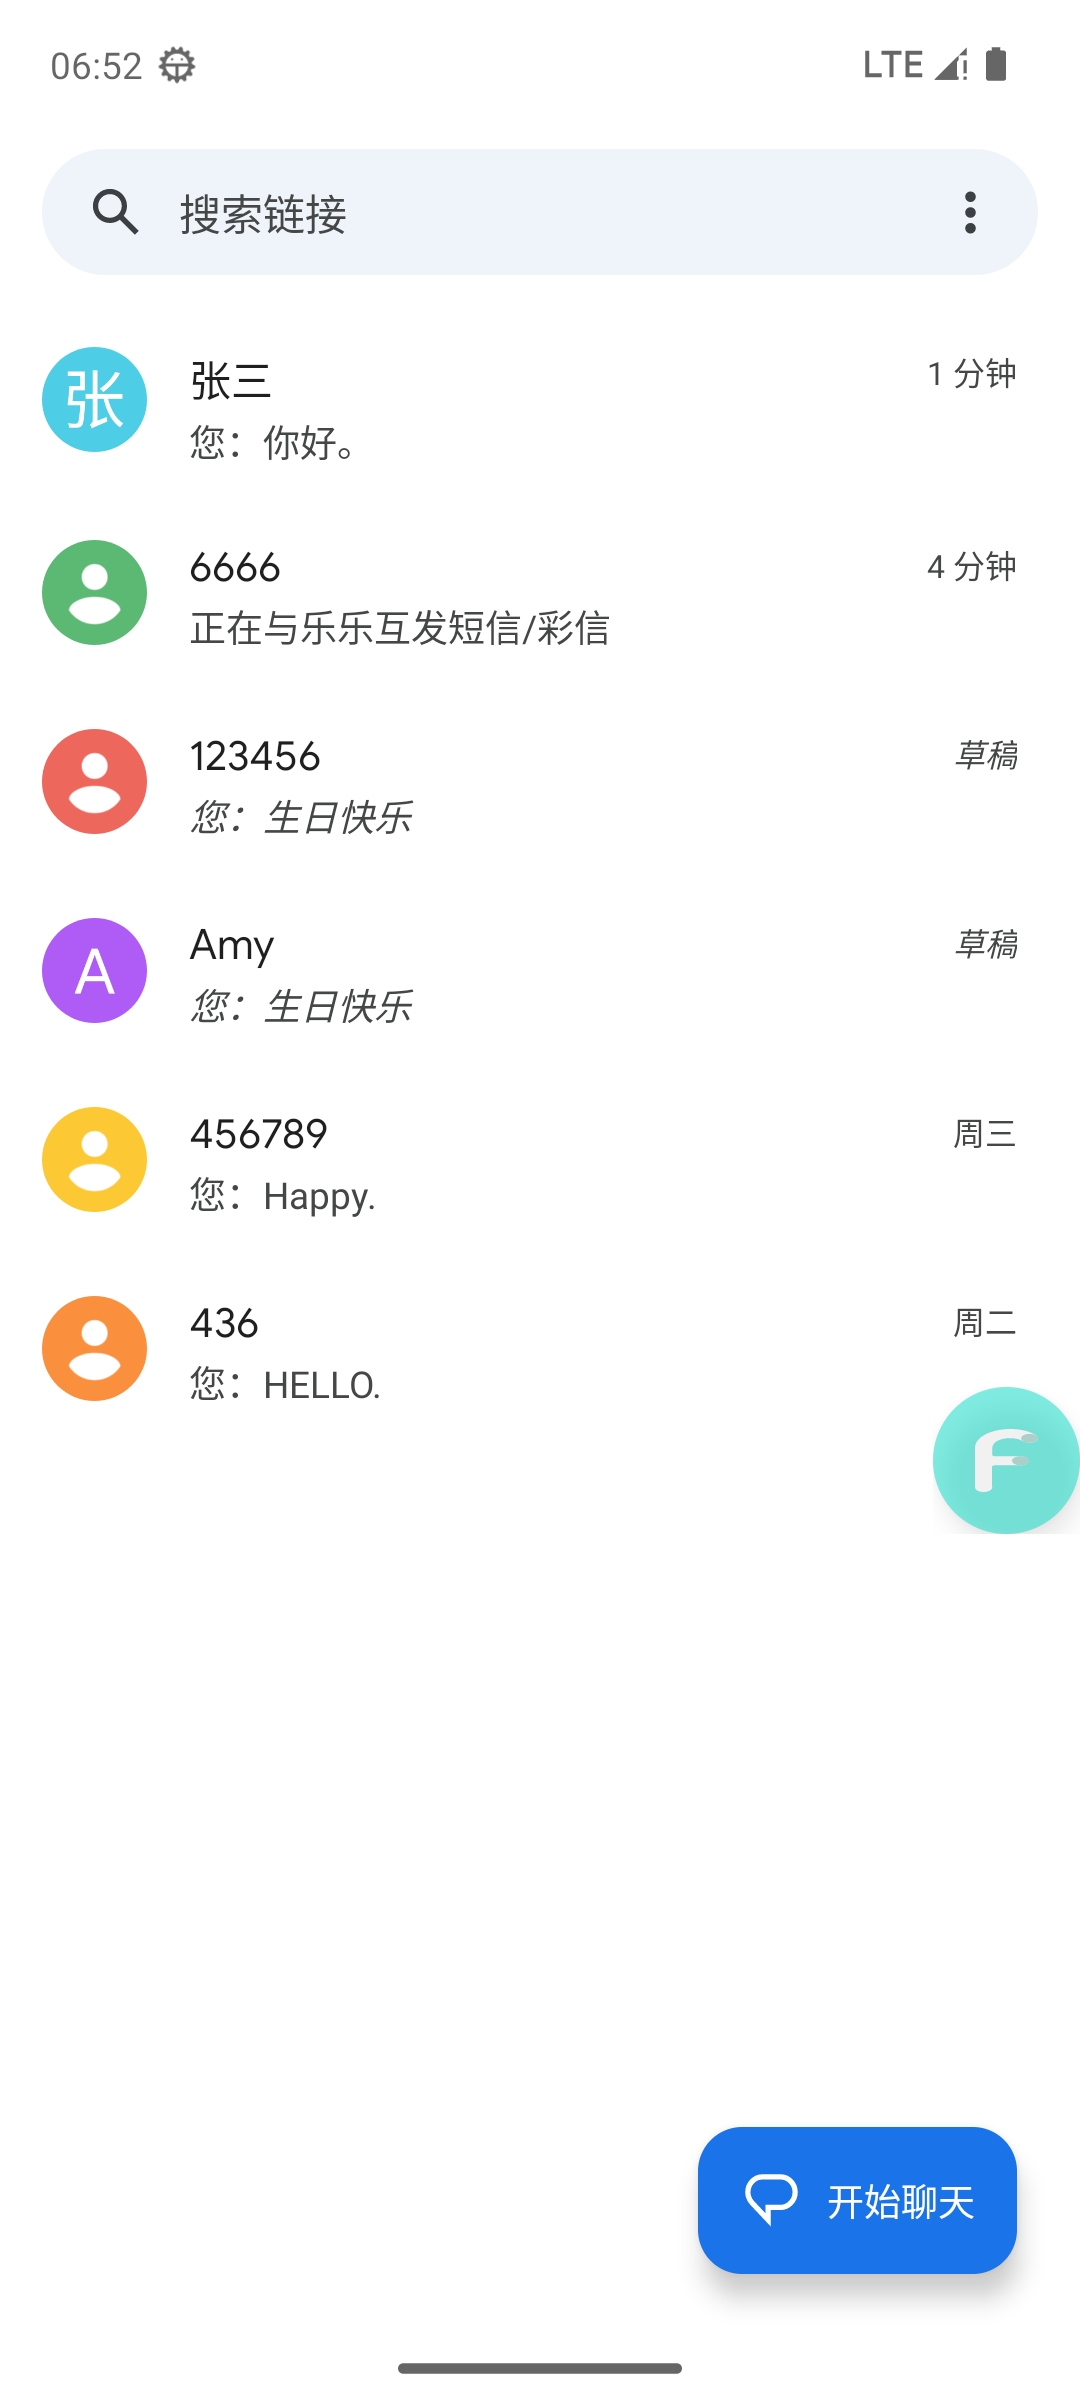 06:52 LTE
搜索链接
张 张三 1 分钟
您：你好。
6666 4 分钟
正在与乐乐互发短信/彩信
123456 草稿
您：生日快乐
A Amy 草稿
您：生日快乐
456789 周三
您：Happy.
436 周二
您：HELLO.
F
开始聊天